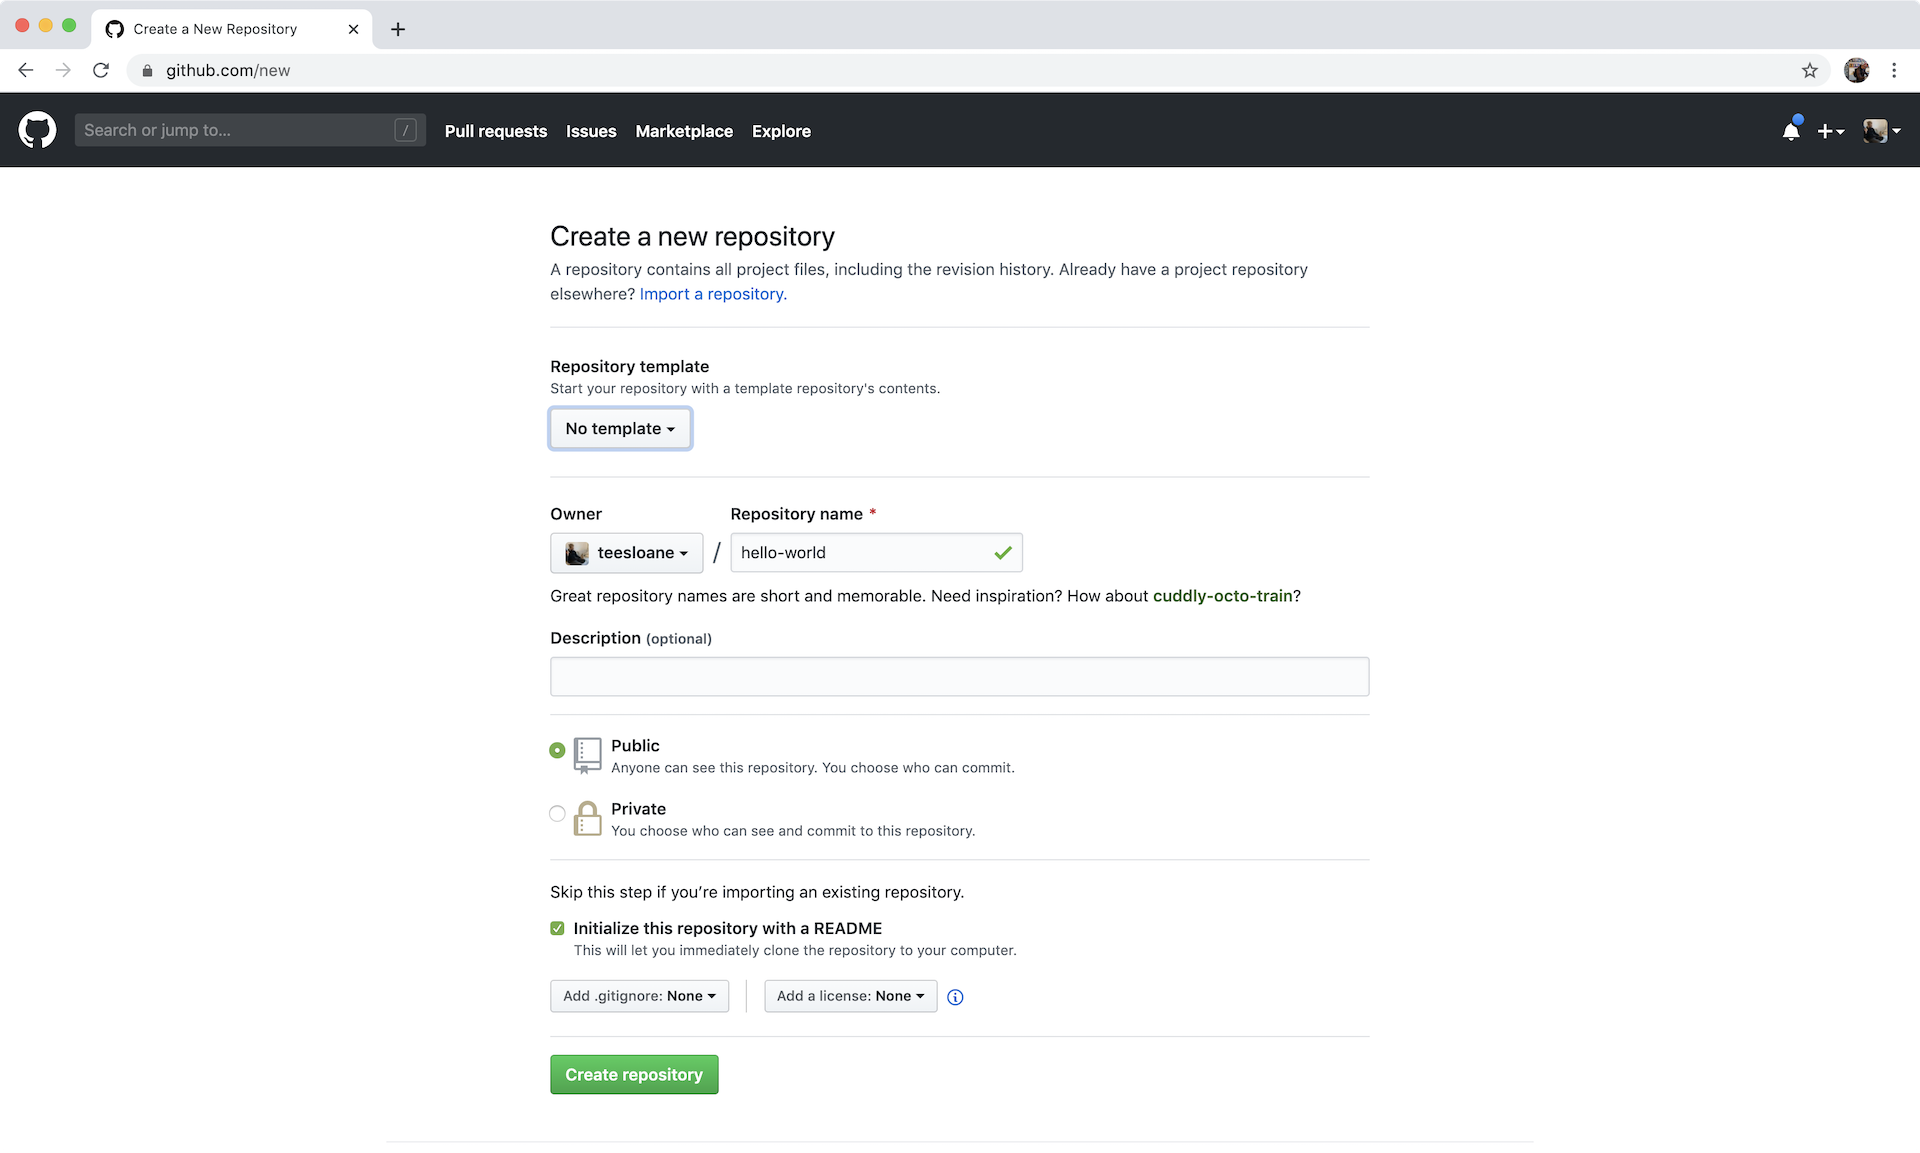 Create a New Repository
github.com/new
Search or jump to... /
Pull requests Issues Marketplace Explore
Create a new repository
A repository contains all project files, including the revision history. Already have a project repository
elsewhere? Import a repository.
Repository template
Start your repository with a template repository's contents.
No template
Owner Repository name *
teesloane / hello-world
Great repository names are short and memorable. Need inspiration? How about cuddly-octo-train?
Description (optional)
Public
Anyone can see this repository. You choose who can commit.
Private
You choose who can see and commit to this repository.
Skip this step if you’re importing an existing repository.
Initialize this repository with a README
This will let you immediately clone the repository to your computer.
Add .gitignore: None Add a license: None
Create repository